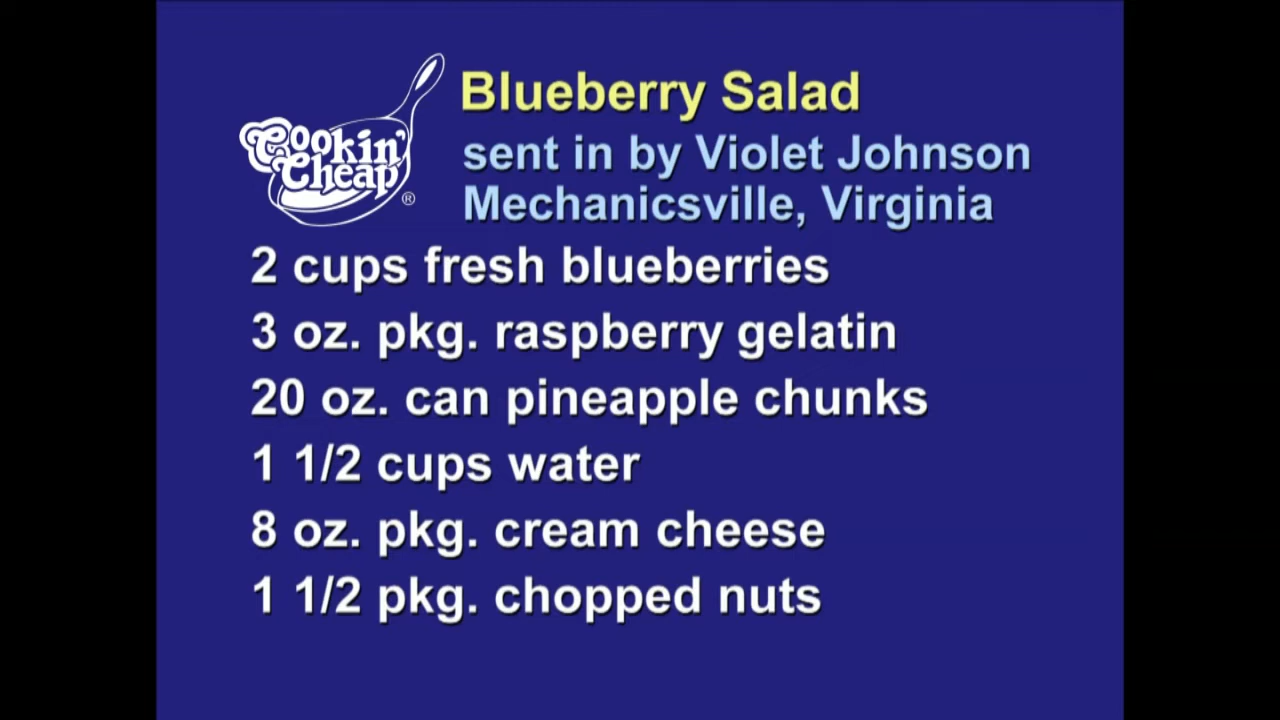 Cookin'
Cheap
®
Blueberry Salad
sent in by Violet Johnson
Mechanicsville, Virginia
2 cups fresh blueberries
3 oz. pkg. raspberry gelatin
20 oz. can pineapple chunks
1 1/2 cups water
8 oz. pkg. cream cheese
1 1/2 pkg. chopped nuts